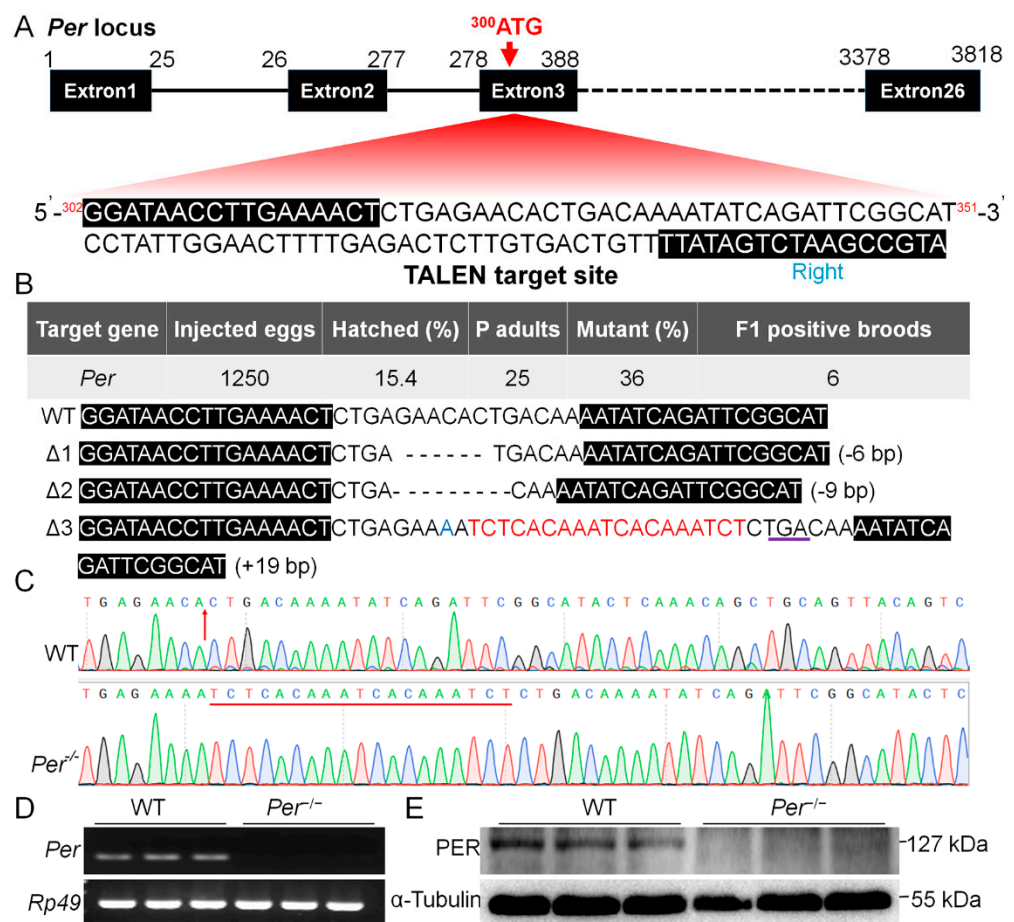 A Per locus
300ATG
1 25 26 277 278 388 3378 3818
Extron1 Extron2 Extron3 Extron26
5'-302GGATAACCTTGAAAACTCTGAGAACACTGACAAAATATCAGATTCGGCAT351-3'
CCTATTGGAACTTTTGAGACTCTTGTGACTGTTTTATAGTCTAAGCCGTA
TALEN target site Right
B
Target gene Injected eggs Hatched (%) P adults Mutant (%) F1 positive broods
Per 1250 15.4 25 36 6
WT GGATAACCTTGAAAACTCTGAGAACACTGACAAAATATCAGATTCGGCAT
Δ1 GGATAACCTTGAAAACTCTGA - - - - - - TGACAAAATATCAGATTCGGCAT (-6 bp)
Δ2 GGATAACCTTGAAAACTCTGA- - - - - - - - -CAAAATATCAGATTCGGCAT (-9 bp)
Δ3 GGATAACCTTGAAAACTCTGAGAAAATCTCACAAATCACAAATCTCTGACAAAATATCA
GATTCGGCAT (+19 bp)
C
TGAGAACACTGACAAAATATCAGATTCGGCATACTCAAACAGCTGCAGTTACAGTC
WT
TGAGAAAATCTCACAAATCACAAATCTCTGACAAAATATCAGATTCGGCATACTC
Per-/-
D WT Per-/- E WT Per-/-
Per PER 127 kDa
Rp49 α-Tubulin 55 kDa